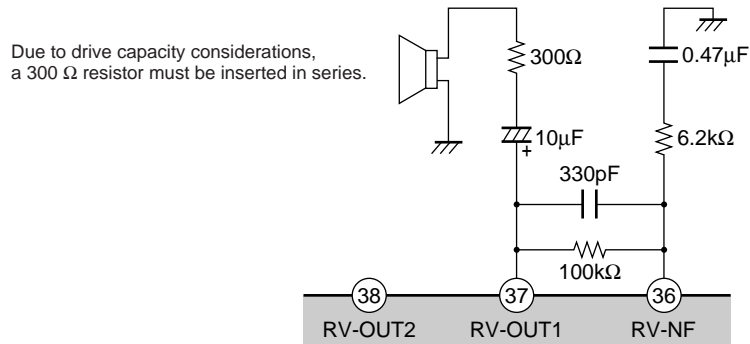 Due to drive capacity considerations,
a 300 Ω resistor must be inserted in series.
300Ω
0.47μF
10μF
+
6.2kΩ
330pF
100kΩ
38
37
36
RV-OUT2
RV-OUT1
RV-NF